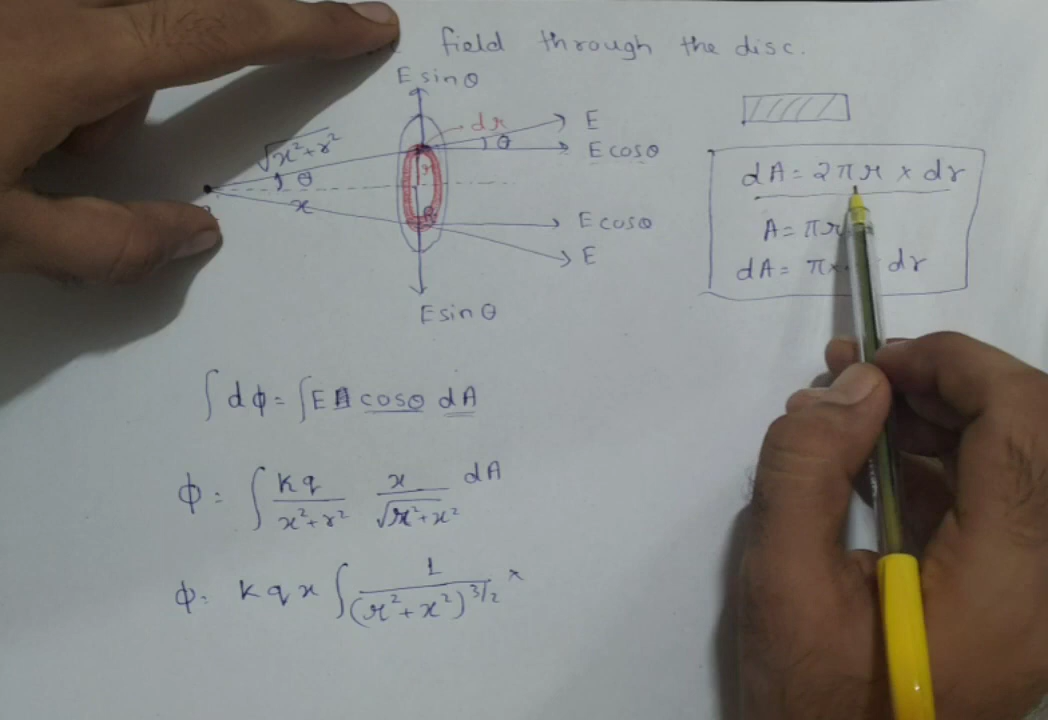 field through the disc.
E sinθ
dr
E
θ
E cosθ
√x²+r²
θ
x
r
R
E cosθ
E
E sinθ
dA = 2πr × dr
A = πr
dA = π× dr
∫dϕ = ∫E cosθ dA
ϕ = ∫ kq/x²+r² x/√r²+x² dA
ϕ = kqx ∫ 1/(r²+x²)^3/2 ×